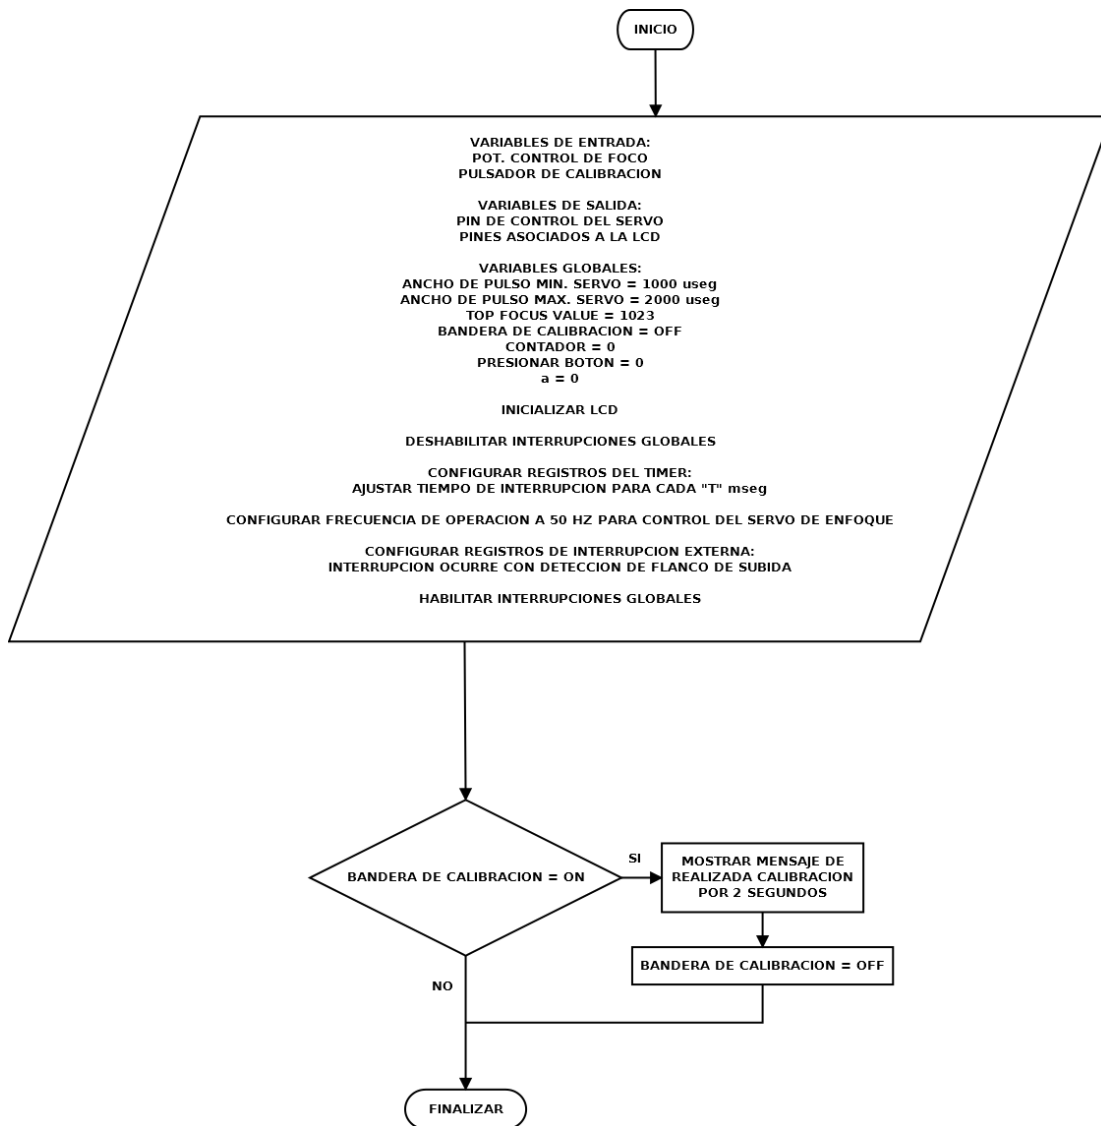 INICIO
VARIABLES DE ENTRADA:
POT. CONTROL DE FOCO
PULSADOR DE CALIBRACION
VARIABLES DE SALIDA:
PIN DE CONTROL DEL SERVO
PINES ASOCIADOS A LA LCD
VARIABLES GLOBALES:
ANCHO DE PULSO MIN. SERVO = 1000 useg
ANCHO DE PULSO MAX. SERVO = 2000 useg
TOP FOCUS VALUE = 1023
BANDERA DE CALIBRACION = OFF
CONTADOR = 0
PRESIONAR BOTON = 0
a = 0
INICIALIZAR LCD
DESHABILITAR INTERRUPCIONES GLOBALES
CONFIGURAR REGISTROS DEL TIMER:
AJUSTAR TIEMPO DE INTERRUPCION PARA CADA "T" mseg
CONFIGURAR FRECUENCIA DE OPERACION A 50 HZ PARA CONTROL DEL SERVO DE ENFOQUE
CONFIGURAR REGISTROS DE INTERRUPCION EXTERNA:
INTERRUPCION OCURRE CON DETECCION DE FLANCO DE SUBIDA
HABILITAR INTERRUPCIONES GLOBALES
BANDERA DE CALIBRACION = ON
SI
MOSTRAR MENSAJE DE
REALIZADA CALIBRACION
POR 2 SEGUNDOS
BANDERA DE CALIBRACION = OFF
NO
FINALIZAR